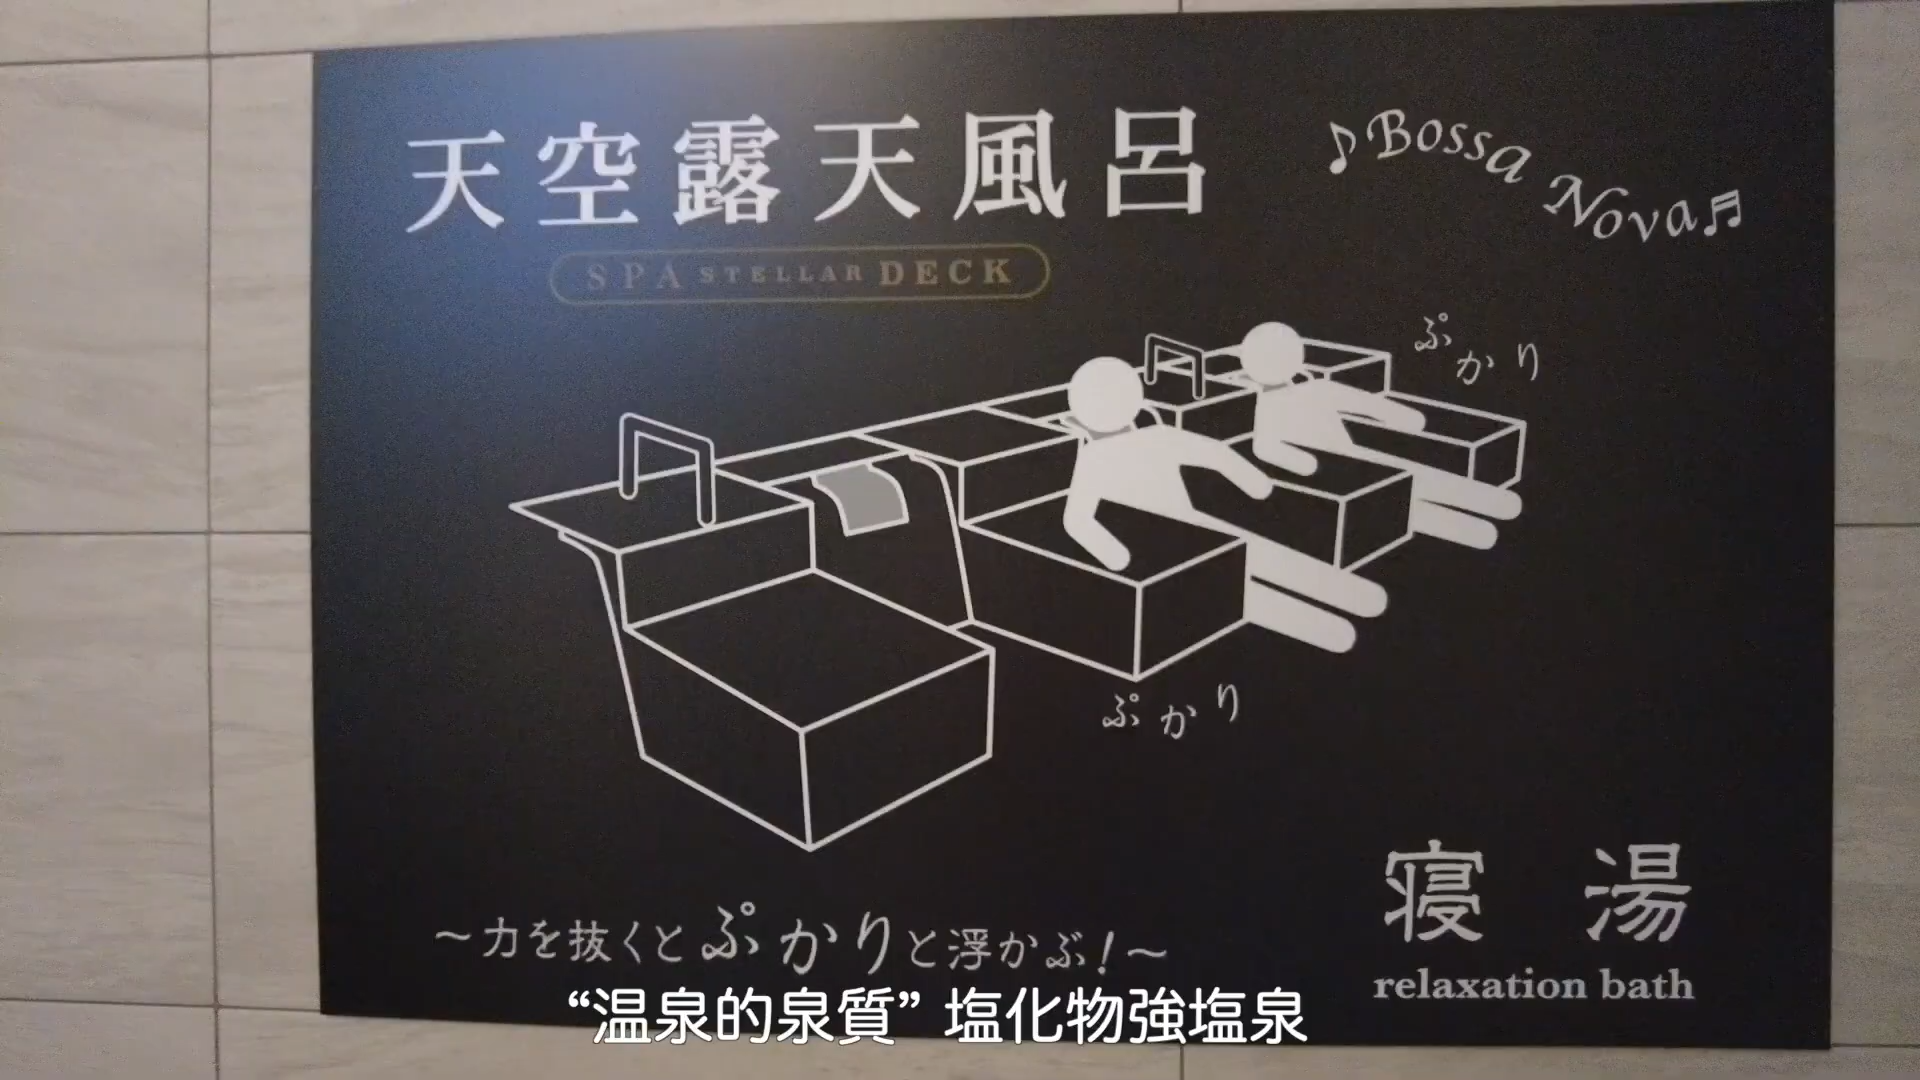 天空露天風呂
♪Bossa Nova♬
SPA STELLAR DECK
ぷかり
ぷかり
～力を抜くとぷかりと浮かぶ！～
寝湯
relaxation bath
“温泉的泉質” 塩化物強塩泉